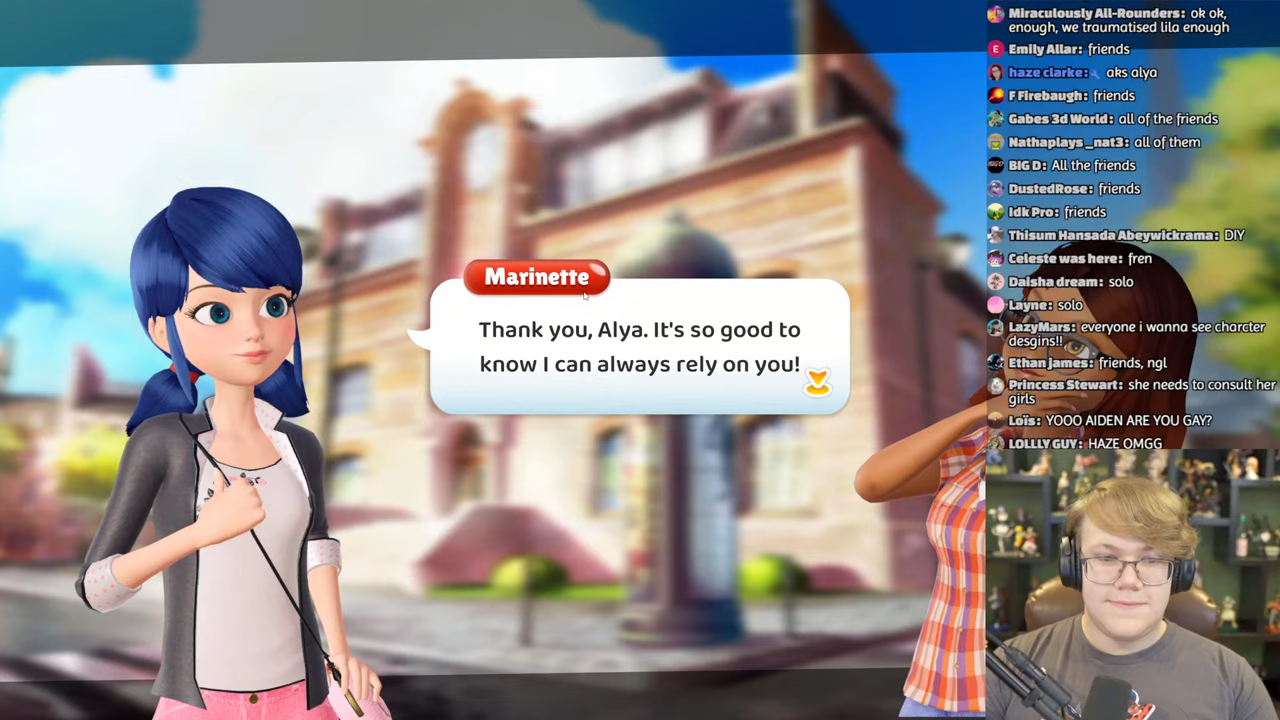 Marinette
Thank you, Alya. It's so good to
know I can always rely on you!
Miraculously All-Rounders: ok ok,
enough, we traumatised lila enough
E Emily Allar: friends
haze clarke: aks alya
F Firebaugh: friends
Gabes 3d World: all of the friends
Nathaplays_nat3: all of them
BIG D: All the friends
DustedRose: friends
Idk Pro: friends
Thisum Hansada Abeywickrama: DIY
Celeste was here: fren
Daisha dream: solo
Layne: solo
LazyMars: everyone i wanna see charcter
desgins!!
Ethan james: friends, ngl
Princess Stewart: she needs to consult her
girls
Loïs: YOOO AIDEN ARE YOU GAY?
LOLLLY GUY: HAZE OMGG